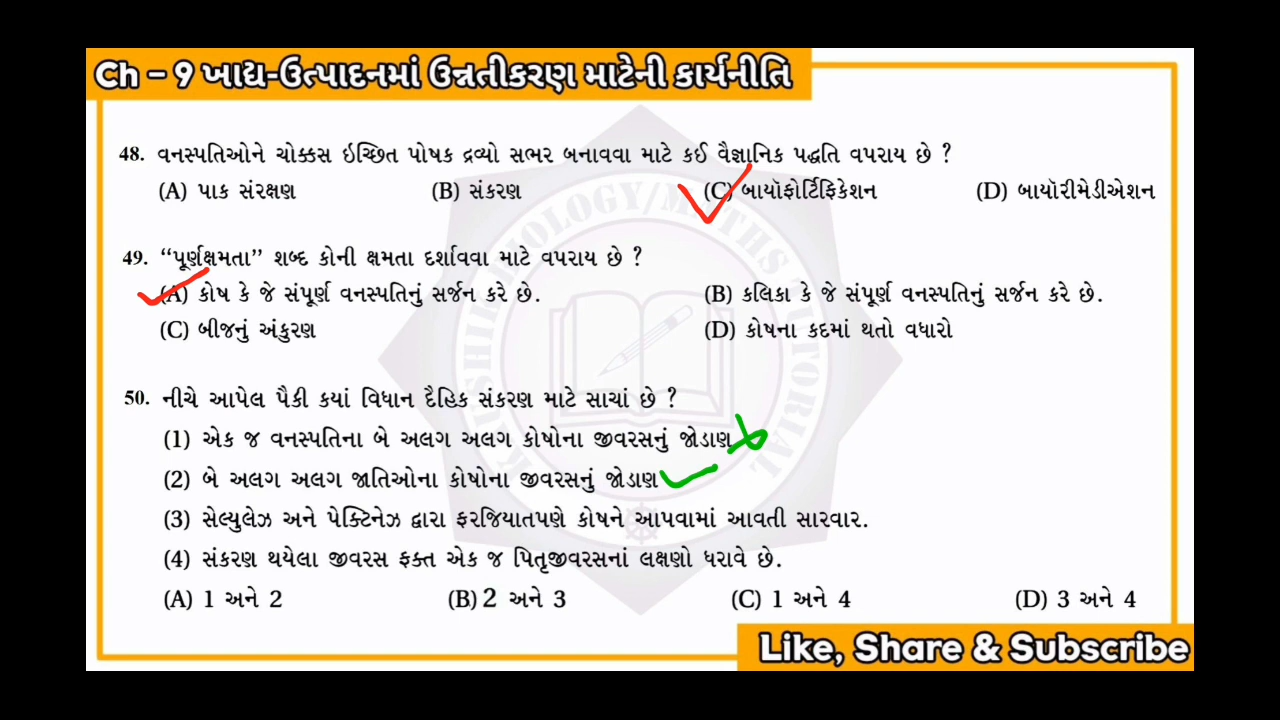 Ch – 9 ખાદ્ય-ઉત્પાદનમાં ઉન્નતીકરણ માટેની કાર્યનીતિ
48. વનસ્પતિઓને ચોક્કસ ઇચ્છિત પોષક દ્રવ્યો સભર બનાવવા માટે કઈ વૈજ્ઞાનિક પદ્ધતિ વપરાય છે ?
(A) પાક સંરક્ષણ (B) સંકરણ (C) બાયૉફોર્ટિફિકેશન (D) બાયૉરીમેડીએશન
49. “પૂર્ણક્ષમતા” શબ્દ કોની ક્ષમતા દર્શાવવા માટે વપરાય છે ?
(A) કોષ કે જે સંપૂર્ણ વનસ્પતિનું સર્જન કરે છે. (B) કલિકા કે જે સંપૂર્ણ વનસ્પતિનું સર્જન કરે છે.
(C) બીજનું અંકુરણ (D) કોષના કદમાં થતો વધારો
50. નીચે આપેલ પૈકી કયાં વિધાન દૈહિક સંકરણ માટે સાચાં છે ?
(1) એક જ વનસ્પતિના બે અલગ અલગ કોષોના જીવરસનું જોડાણ
(2) બે અલગ અલગ જાતિઓના કોષોના જીવરસનું જોડાણ
(3) સેલ્યુલેઝ અને પેક્ટિનેઝ દ્વારા ફરજિયાતપણે કોષને આપવામાં આવતી સારવાર.
(4) સંકરણ થયેલા જીવરસ ફક્ત એક જ પિતૃજીવરસનાં લક્ષણો ધરાવે છે.
(A) 1 અને 2 (B) 2 અને 3 (C) 1 અને 4 (D) 3 અને 4
Like, Share & Subscribe